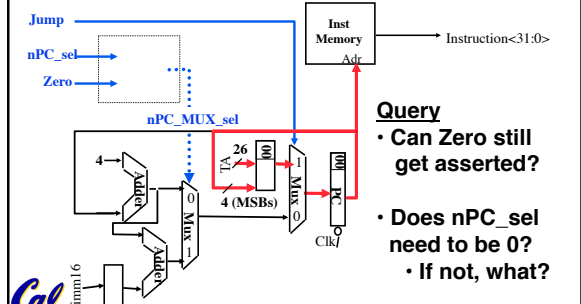 Jump
Inst
Memory
Adr
Instruction<31:0>
nPC_sel
Zero
nPC_MUX_sel
Query
• Can Zero still
get asserted?
• Does nPC_sel
need to be 0?
• If not, what?
26
TA
00
4 (MSBs)
1
Mux
0
00
PC
Clk
4
Adder
0
Mux
1
Adder
imm16
Cal